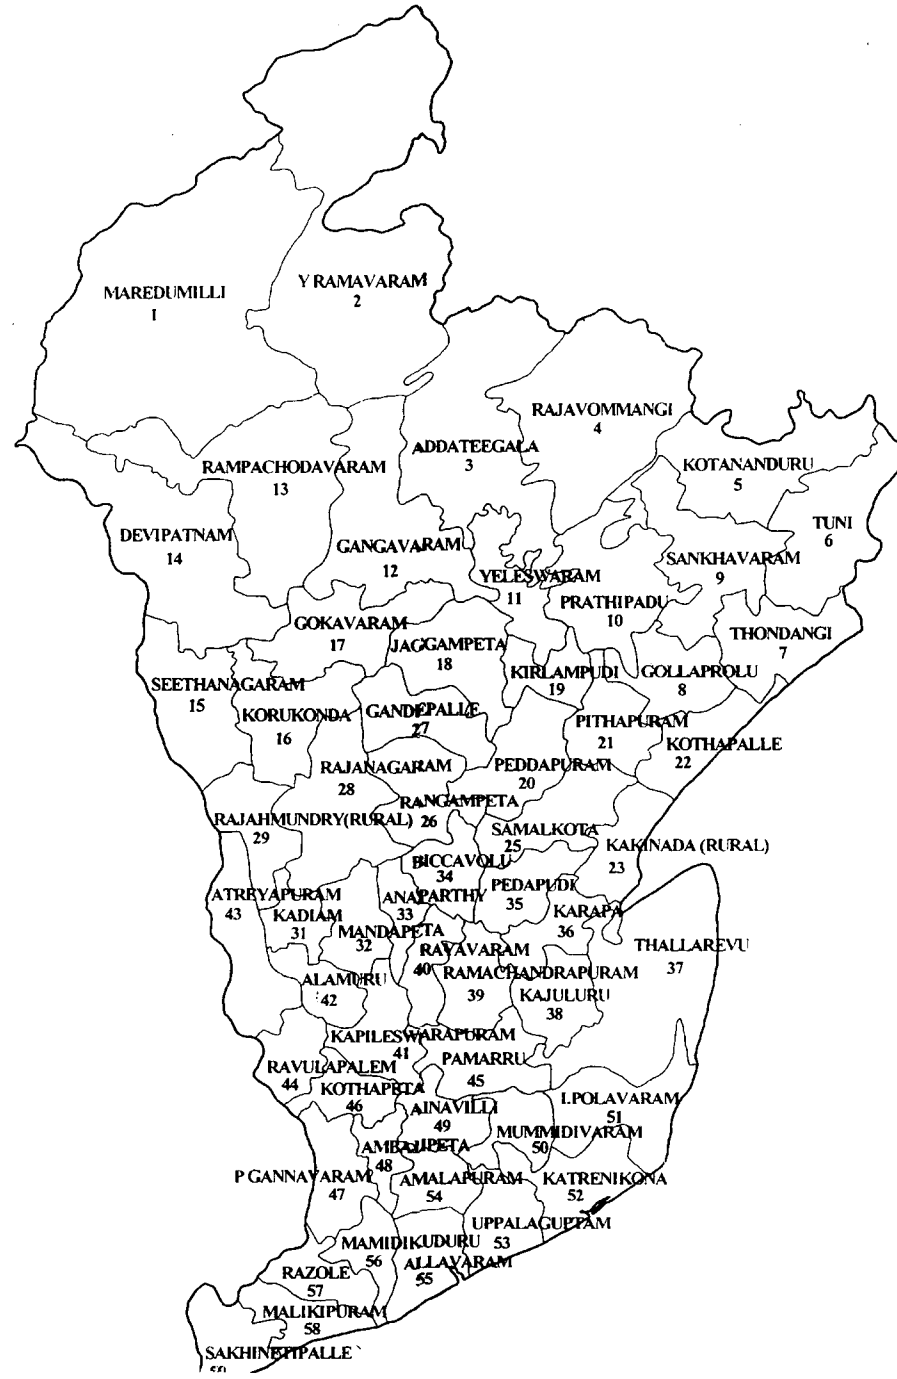 Y RAMAVARAM
2
MAREDUMILLI
1
RAJAVOMMANGI
4
ADDATEEGALA
3
KOTANANDURU
5
RAMPACHODAVARAM
13
TUNI
6
DEVIPATNAM
14
GANGAVARAM
12
SANKHAVARAM
9
YELESWARAM
11
PRATHIPADU
10
GOKAVARAM
17
THONDANGI
7
JAGGAMPETA
18
KIRLAMPUDI
19
GOLLAPROLU
8
SEETHANAGARAM
15
KORUKONDA
16
GANDEPALLE
27
PITHAPURAM
21
KOTHAPALLE
22
RAJANAGARAM
28
PEDDAPURAM
20
RANGAMPETA
26
RAJAHMUNDRY(RURAL)
29
SAMALKOTA
25
KAKINADA (RURAL)
23
BICCAVOLU
34
PEDAPUDI
35
ATREYAPURAM
43
ANAPARTHY
33
KADIAM
31
KARAPA
36
MANDAPETA
32
THALLAREVU
37
RAYAVARAM
40
RAMACHANDRAPURAM
39
ALAMURU
42
KAJULURU
38
KAPILESWARAPURAM
41
PAMARRU
45
RAVULAPALEM
44
KOTHAPETA
46
I.POLAVARAM
51
AINAVILLI
49
MUMMIDIVARAM
50
AMBAJIPETA
48
P GANNAVARAM
47
AMALAPURAM
54
KATRENIKONA
52
UPPALAGUPTAM
53
MAMIDIKUDURU
56
ALLAVARAM
55
RAZOLE
57
MALIKIPURAM
58
SAKHINETIPALLE
59